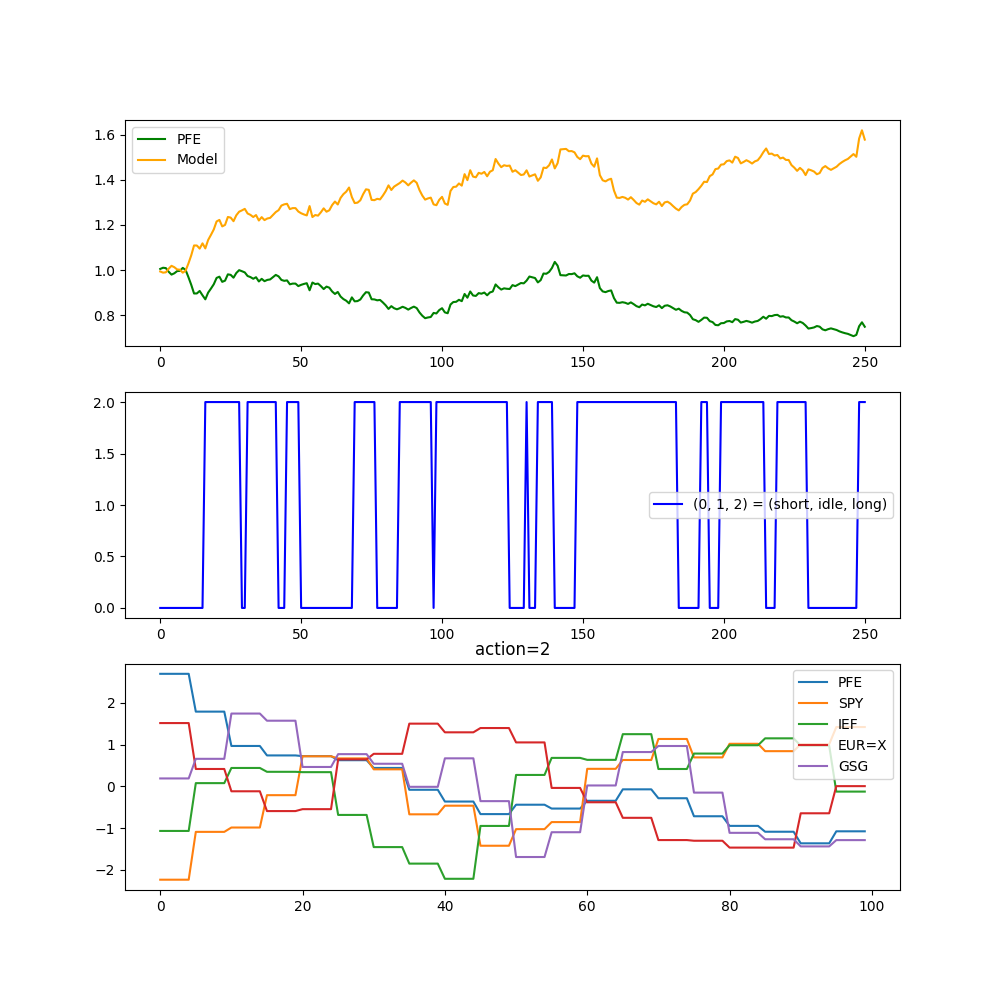 PFE
Model
1.6
1.4
1.2
1.0
0.8
0 50 100 150 200 250
2.0
1.5
1.0
0.5
0.0
(0, 1, 2) = (short, idle, long)
0 50 100 150 200 250
action=2
PFE
SPY
IEF
EUR=X
GSG
2
1
0
−1
−2
0 20 40 60 80 100